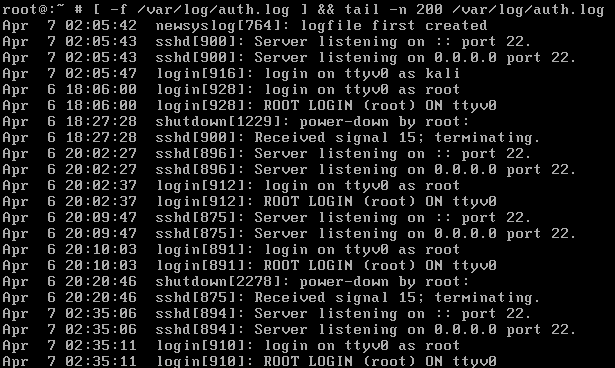 root@:~ # [ -f /var/log/auth.log ] && tail -n 200 /var/log/auth.log
Apr  7 02:05:42  newsyslog[764]: logfile first created
Apr  7 02:05:43  sshd[900]: Server listening on :: port 22.
Apr  7 02:05:43  sshd[900]: Server listening on 0.0.0.0 port 22.
Apr  7 02:05:47  login[916]: login on ttyv0 as kali
Apr  6 18:06:00  login[928]: login on ttyv0 as root
Apr  6 18:06:00  login[928]: ROOT LOGIN (root) ON ttyv0
Apr  6 18:27:28  shutdown[1229]: power-down by root:
Apr  6 18:27:28  sshd[900]: Received signal 15; terminating.
Apr  6 20:02:27  sshd[896]: Server listening on :: port 22.
Apr  6 20:02:27  sshd[896]: Server listening on 0.0.0.0 port 22.
Apr  6 20:02:37  login[912]: login on ttyv0 as root
Apr  6 20:02:37  login[912]: ROOT LOGIN (root) ON ttyv0
Apr  6 20:09:47  sshd[875]: Server listening on :: port 22.
Apr  6 20:09:47  sshd[875]: Server listening on 0.0.0.0 port 22.
Apr  6 20:10:03  login[891]: login on ttyv0 as root
Apr  6 20:10:03  login[891]: ROOT LOGIN (root) ON ttyv0
Apr  6 20:20:46  shutdown[2278]: power-down by root:
Apr  6 20:20:46  sshd[875]: Received signal 15; terminating.
Apr  7 02:35:06  sshd[894]: Server listening on :: port 22.
Apr  7 02:35:06  sshd[894]: Server listening on 0.0.0.0 port 22.
Apr  7 02:35:11  login[910]: login on ttyv0 as root
Apr  7 02:35:11  login[910]: ROOT LOGIN (root) ON ttyv0